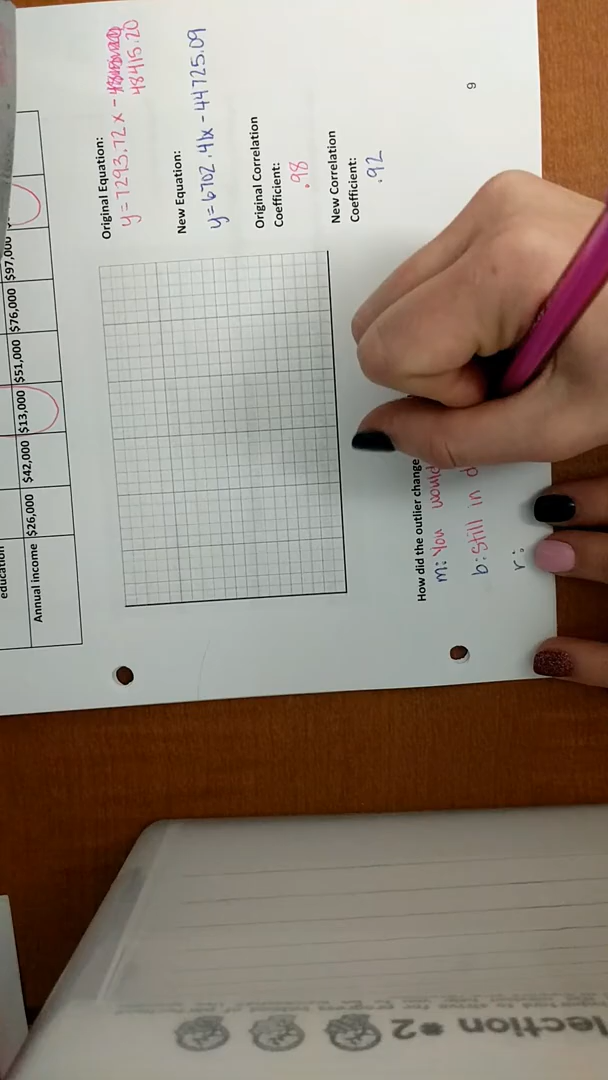 education
Annual income $26,000 $42,000 $13,000 $51,000 $76,000 $97,000
Original Equation:
y=7293.72x-
48415.20
New Equation:
y=6702.41x-44725.09
Original Correlation
Coefficient:
.98
New Correlation
Coefficient:
.92
How did the outlier change
m: You would
b: Still in d
r:
9
lection #2